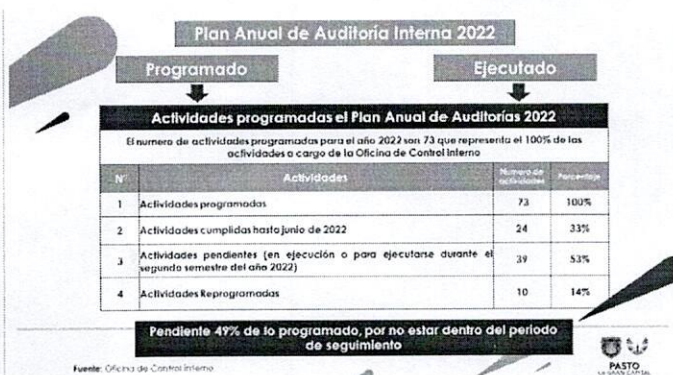 Plan Anual de Auditoría Interna 2022
Programado
Ejecutado
Actividades programadas el Plan Anual de Auditorías 2022
El numero de actividades programadas para el año 2022 son 73 que representa el 100% de las
actividades a cargo de la Oficina de Control Interno
N° Actividades Numero de actividades Porcentaje
1 Actividades programadas 73 100%
2 Actividades cumplidas hasta junio de 2022 24 33%
3 Actividades pendientes (en ejecución o para ejecutarse durante el
segundo semestre del año 2022) 39 53%
4 Actividades Reprogramadas 10 14%
Pendiente 49% de lo programado, por no estar dentro del periodo
de seguimiento
Fuente: Oficina de Control Interno
PASTO
LA GRAN CAPITAL